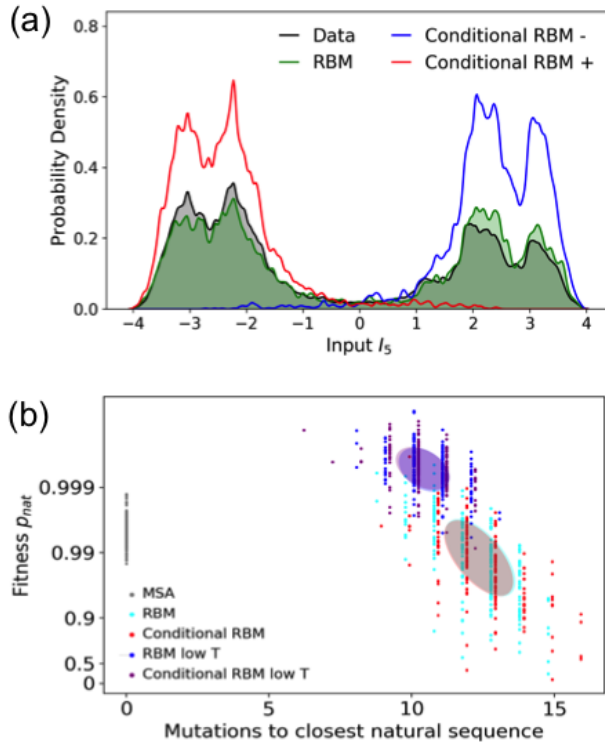 (a)
0.8
0.6
0.4
0.2
0.0
Probability Density
Data
RBM
Conditional RBM -
Conditional RBM +
−4 −3 −2 −1 0 1 2 3 4
Input I₅
(b)
0.999
0.99
0.9
0.5
0
Fitness pₙₐₜ
MSA
RBM
Conditional RBM
RBM low T
Conditional RBM low T
0 5 10 15
Mutations to closest natural sequence